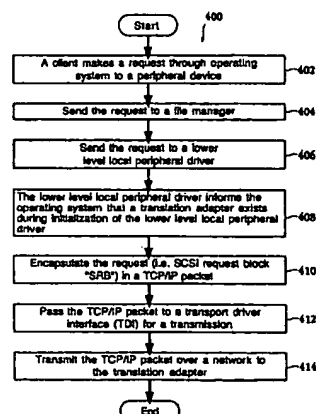 Start
400
A client makes a request through operating
system to a peripheral device
402
Send the request to a file manager
404
Send the request to a lower
level local peripheral driver
406
The lower level local peripheral driver informs the
operating system that a translation adapter exists
during initialization of the lower level local peripheral
driver
408
Encapsulate the request (i.e. SCSI request block
"SRB") in a TCP/IP packet
410
Pass the TCP/IP packet to a transport driver
interface (TDI) for a transmission
412
Transmit the TCP/IP packet over a network to
the translation adapter
414
End